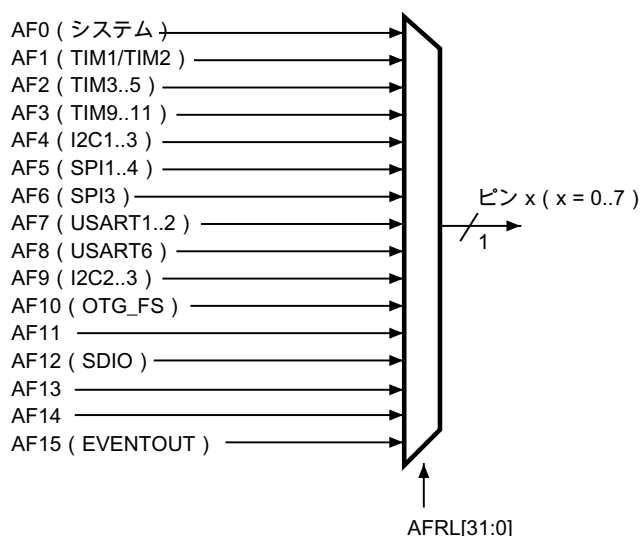 AF0 ( システム )
AF1 ( TIM1/TIM2 )
AF2 ( TIM3..5 )
AF3 ( TIM9..11 )
AF4 ( I2C1..3 )
AF5 ( SPI1..4 )
AF6 ( SPI3 )
AF7 ( USART1..2 )
AF8 ( USART6 )
AF9 ( I2C2..3 )
AF10 ( OTG_FS )
AF11
AF12 ( SDIO )
AF13
AF14
AF15 ( EVENTOUT )
ピン x ( x = 0..7 )
1
AFRL[31:0]